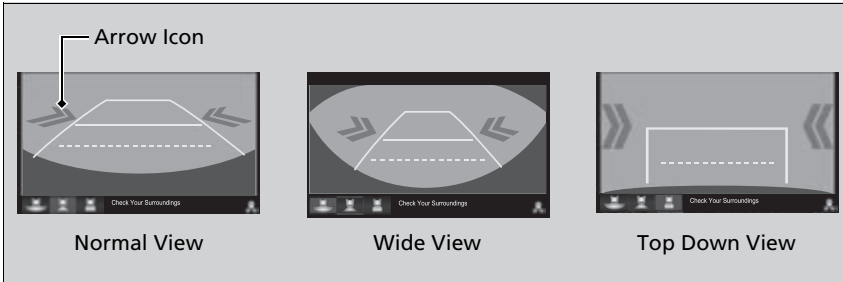 Arrow Icon
Check Your Surroundings
Check Your Surroundings
Check Your Surroundings
Normal View
Wide View
Top Down View